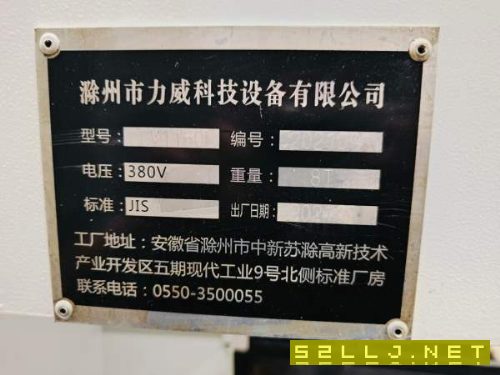 滁州市力威科技设备有限公司
型号: 编号:
电压: 380V 重量: 8T
标准: JIS 出厂日期:
工厂地址: 安徽省滁州市中新苏滁高新技术
产业开发区五期现代工业9号北侧标准厂房
联系电话: 0550-3500055
52LLJ.NET